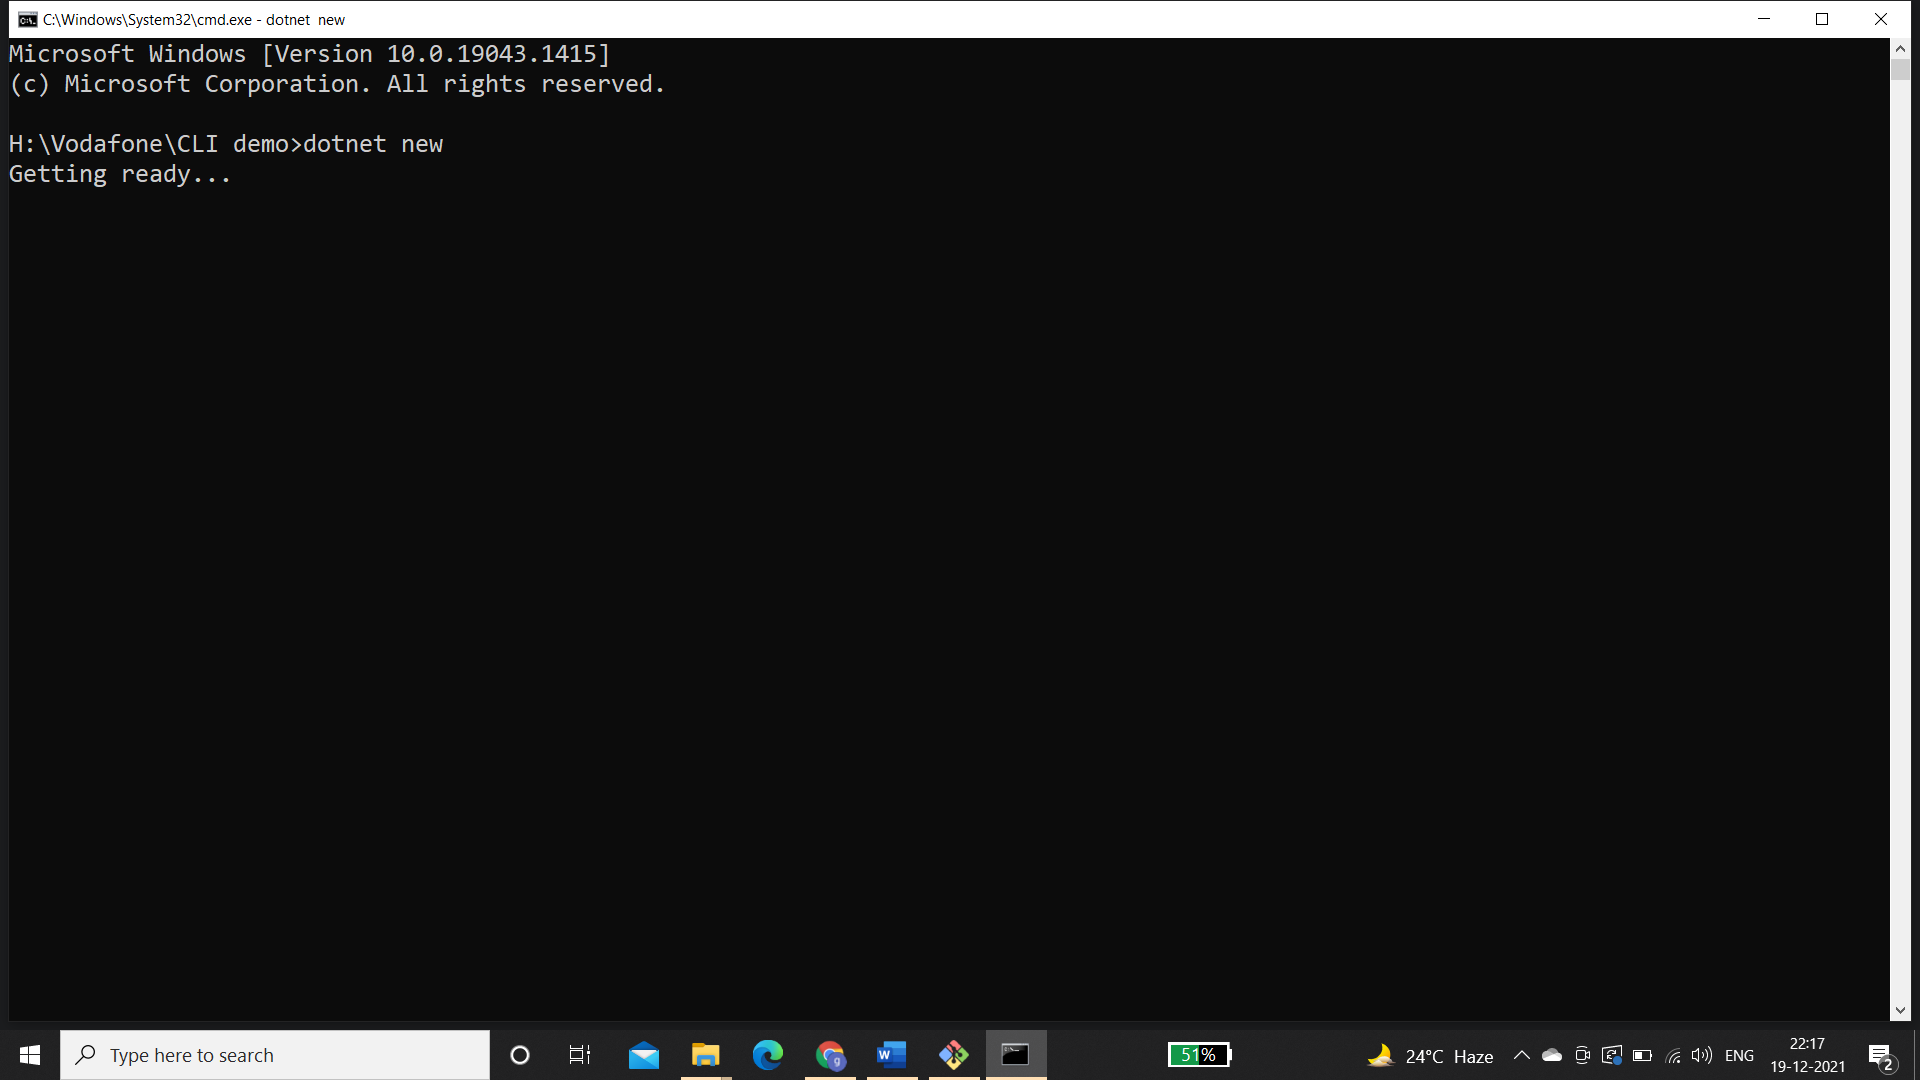 C:\Windows\System32\cmd.exe - dotnet  new
Microsoft Windows [Version 10.0.19043.1415]
(c) Microsoft Corporation. All rights reserved.
H:\Vodafone\CLI demo>dotnet new
Getting ready...
Type here to search
51%
24°C Haze
ENG
22:17
19-12-2021
2